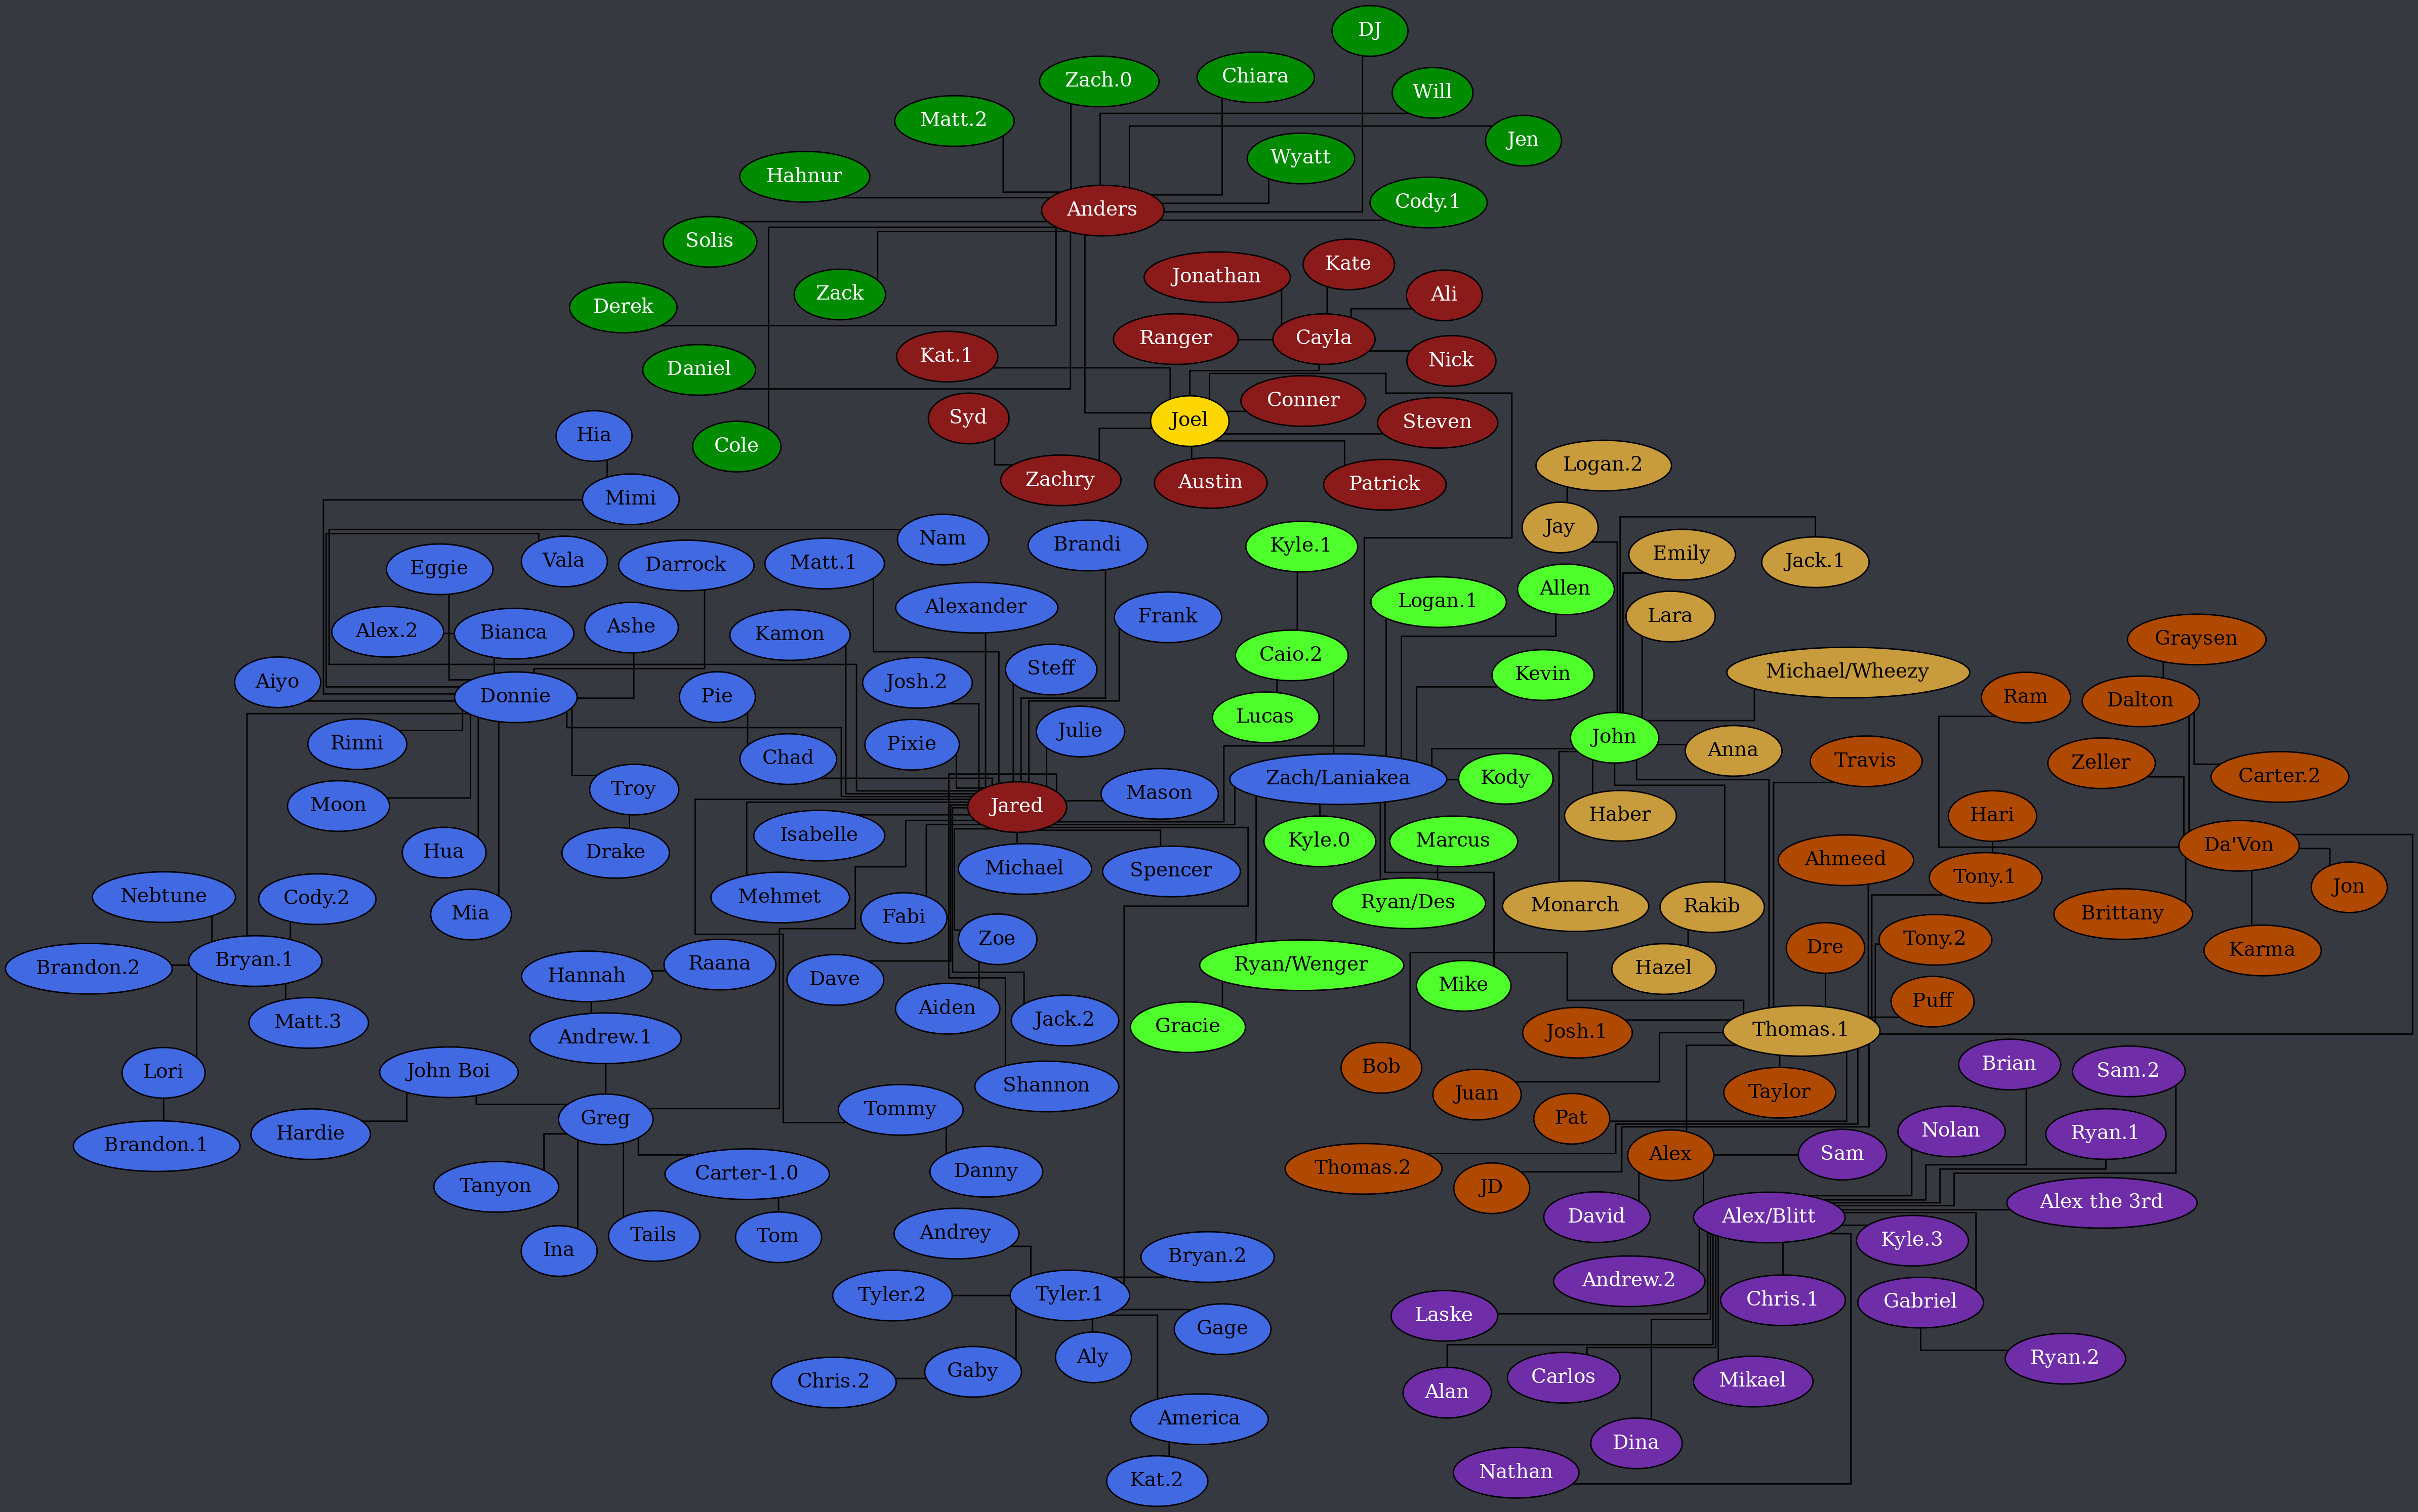 DJ
Zach.0
Chiara
Will
Matt.2
Jen
Wyatt
Hahnur
Cody.1
Anders
Solis
Jonathan
Kate
Zack
Ali
Derek
Ranger
Cayla
Kat.1
Nick
Daniel
Conner
Syd
Joel
Steven
Hia
Cole
Logan.2
Zachry
Austin
Patrick
Mimi
Jay
Nam
Brandi
Kyle.1
Emily
Jack.1
Vala
Matt.1
Eggie
Darrock
Allen
Logan.1
Alexander
Frank
Lara
Ashe
Alex.2
Bianca
Kamon
Graysen
Caio.2
Steff
Michael/Wheezy
Kevin
Aiyo
Josh.2
Donnie
Pie
Ram
Dalton
Lucas
Julie
John
Rinni
Pixie
Anna
Chad
Travis
Zeller
Zach/Laniakea
Kody
Carter.2
Troy
Mason
Moon
Jared
Haber
Hari
Isabelle
Kyle.0
Marcus
Da'Von
Hua
Drake
Ahmeed
Michael
Spencer
Tony.1
Jon
Nebtune
Cody.2
Mehmet
Ryan/Des
Monarch
Rakib
Mia
Fabi
Brittany
Zoe
Dre
Tony.2
Karma
Bryan.1
Brandon.2
Raana
Ryan/Wenger
Hazel
Hannah
Dave
Mike
Puff
Aiden
Matt.3
Jack.2
Gracie
Andrew.1
Josh.1
Thomas.1
Brian
Bob
Lori
John Boi
Sam.2
Shannon
Juan
Taylor
Tommy
Greg
Pat
Nolan
Ryan.1
Hardie
Brandon.1
Alex
Sam
Thomas.2
Danny
Carter-1.0
Tanyon
JD
Alex the 3rd
David
Alex/Blitt
Andrey
Tails
Tom
Kyle.3
Ina
Bryan.2
Andrew.2
Tyler.2
Tyler.1
Chris.1
Gabriel
Laske
Gage
Aly
Ryan.2
Gaby
Chris.2
Carlos
Mikael
Alan
America
Dina
Nathan
Kat.2